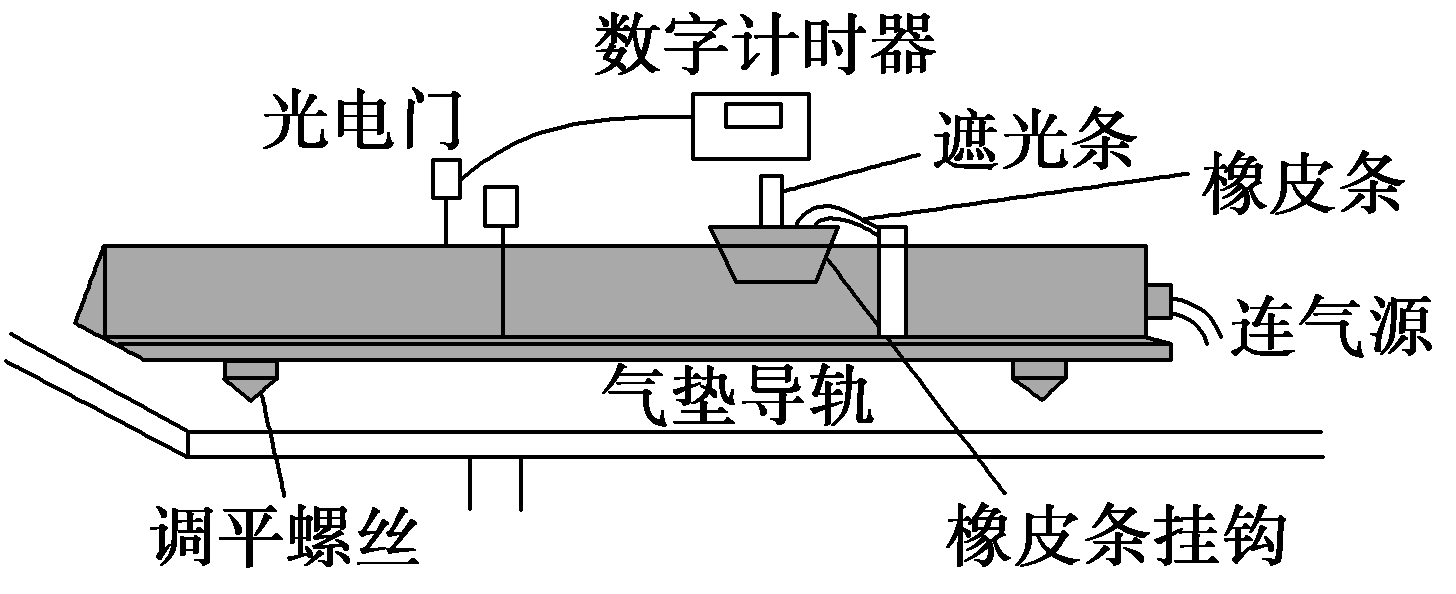 数字计时器
光电门
遮光条
橡皮条
连气源
气垫导轨
调平螺丝
橡皮条挂钩